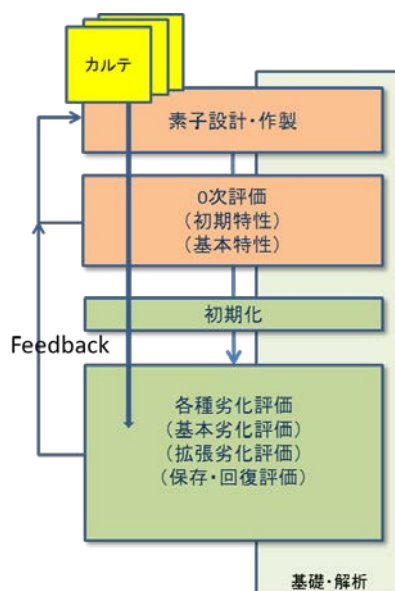 カルテ
素子設計・作製
0次評価
(初期特性)
(基本特性)
初期化
Feedback
各種劣化評価
(基本劣化評価)
(拡張劣化評価)
(保存・回復評価)
基礎・解析